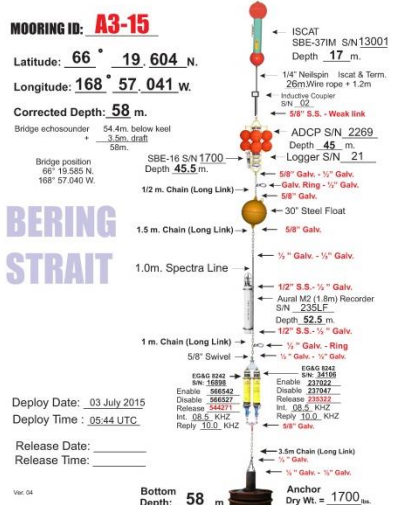 MOORING ID: A3-15
Latitude: 66 ° 19. 604 N.
Longitude: 168 ° 57. 041 W.
Corrected Depth: 58 m.
Bridge echosounder 54.4m. below keel
+ 3.5m. draft
58m.
Bridge position
66° 19.585 N.
168° 57.040 W.
BERING
STRAIT
Deploy Date: 03 July 2015
Deploy Time : 05:44 UTC
Release Date:
Release Time:
Ver. 04
ISCAT
SBE-37IM S/N 13001
Depth 17 m.
1/4" Neilspin Iscat & Term.
26m.Wire rope + 1.2m
Inductive Coupler
S/N 02
5/8" S.S. - Weak link
ADCP S/N 2269
Depth 45 m.
Logger S/N 21
SBE-16 S/N 1700
Depth 45.5 m.
5/8" Galv. - ½" Galv.
Galv. Ring - ½" Galv.
5/8" Galv.
1/2 m. Chain (Long Link)
30" Steel Float
1.5 m. Chain (Long Link)
5/8" Galv.
½ " Galv. - ½" Galv.
1.0m. Spectra Line
1/2" S.S.- ½ " Galv.
Aural M2 (1.8m) Recorder
S/N 235LF
Depth 52.5 m.
1/2" S.S.- ½ " Galv.
1 m. Chain (Long Link)
½ " Galv. - Ring
5/8" Swivel
½ " Galv. - ½" Galv.
EG&G 8242
S/N: 16898
Enable 566542
Disable 566527
Release 544271
Int. 08.5 KHZ
Reply 10.0 KHZ
EG&G 8242
S/N: 34106
Enable 237022
Disable 237047
Release 235322
Int. 08.5 KHZ
Reply 10.0 KHZ
5/8" Galv.
3.5m Chain (Long Link)
½ " Galv.
½ " Galv. - ½" Galv.
Bottom
Depth: 58 m
Anchor
Dry Wt. = 1700 lbs.